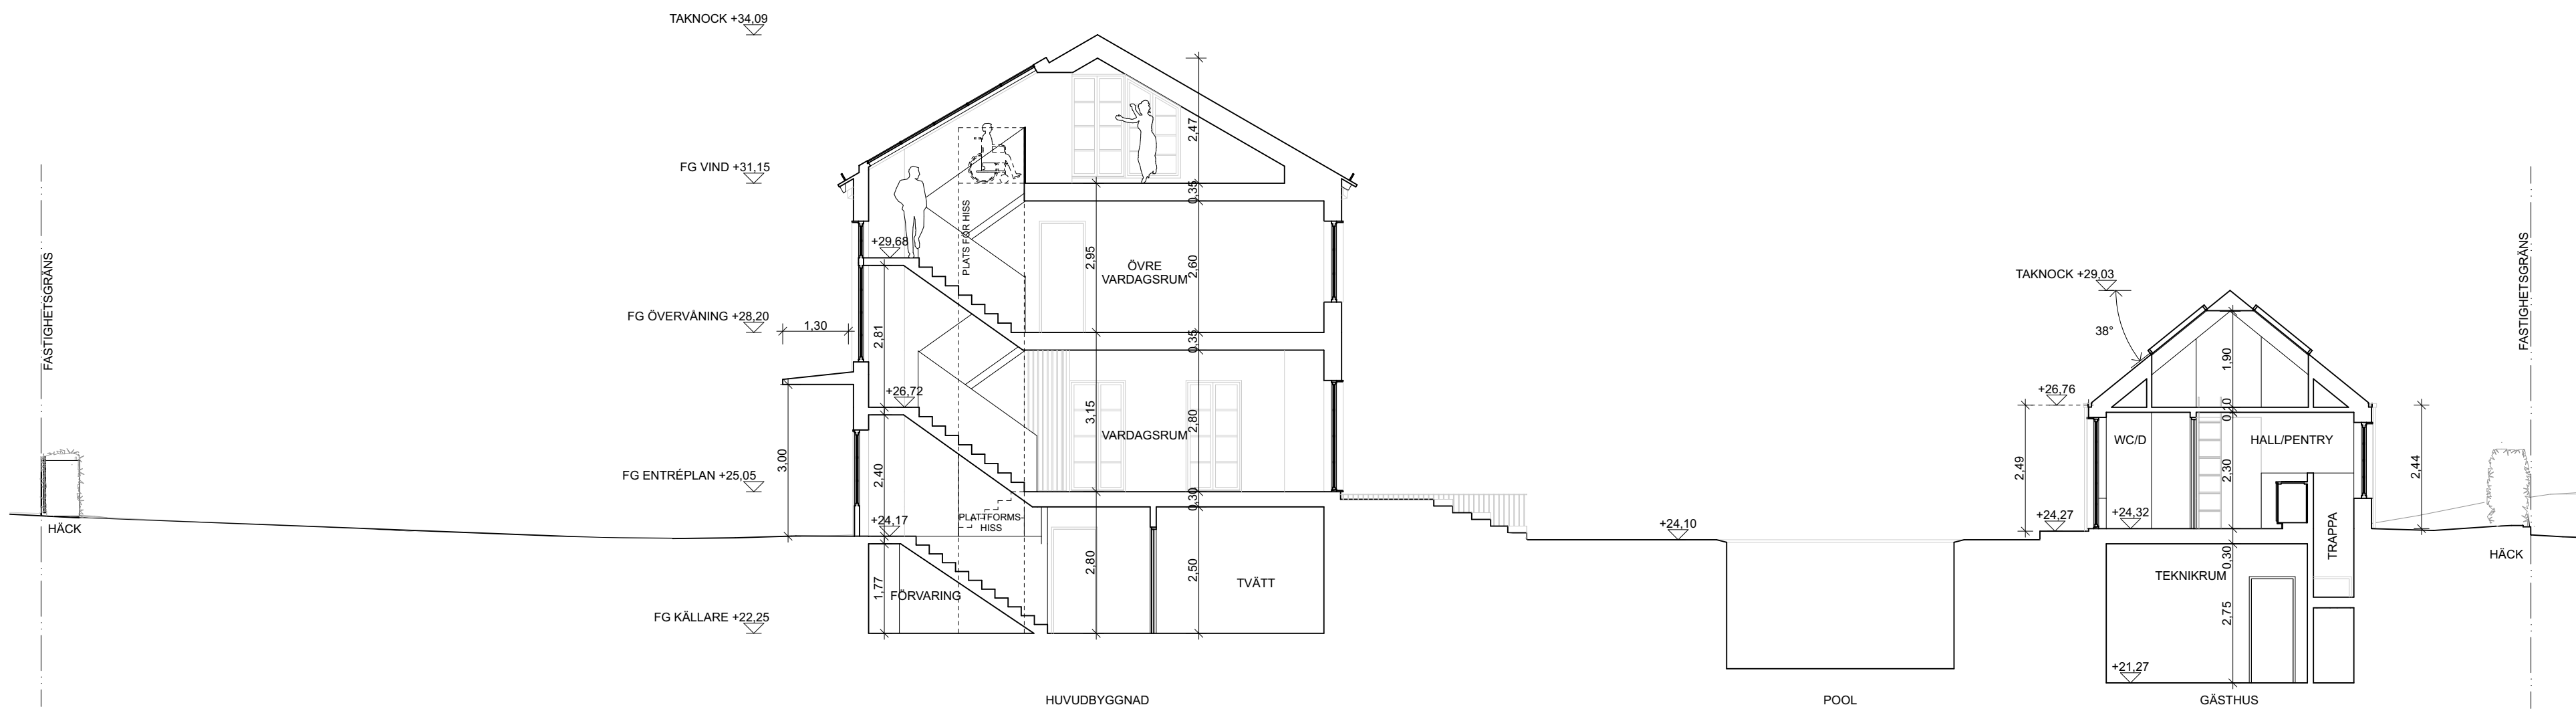 TAKNOCK +34,09
FG VIND +31,15
FG ÖVERVÅNING +28,20
FG ENTRÉPLAN +25,05
FG KÄLLARE +22,25
FASTIGHETSGRÄNS
HÄCK
1,30
3,00
+29,68
2,81
+26,72
2,40
+24,17
1,77
FÖRVARING
PLATS FÖR HISS
PLATTFORMS-
HISS
2,95
3,15
2,80
2,47
0,35
2,60
0,35
2,80
0,30
2,50
ÖVRE
VARDAGSRUM
VARDAGSRUM
TVÄTT
HUVUDBYGGNAD
+24,10
POOL
TAKNOCK +29,03
38°
+26,76
2,49
+24,27
+24,32
WC/D
HALL/PENTRY
1,90
0,10
2,30
0,30
2,75
TEKNIKRUM
TRAPPA
+21,27
GÄSTHUS
2,44
FASTIGHETSGRÄNS
HÄCK